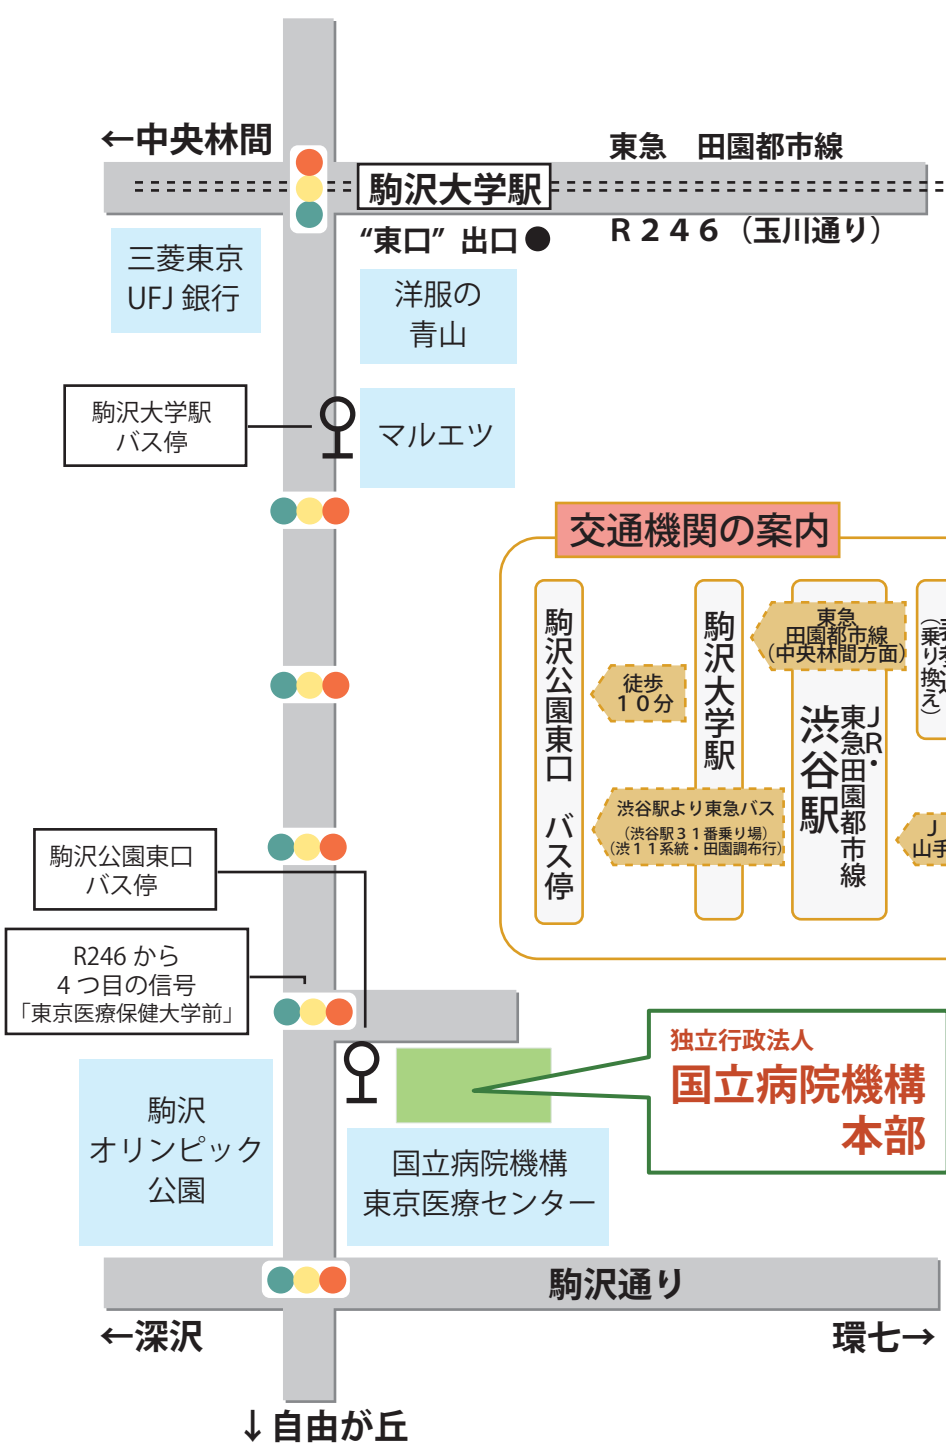 ←中央林間
東急 田園都市線
駒沢大学駅
“東口” 出口●
R246（玉川通り）
三菱東京
UFJ 銀行
洋服の
青山
駒沢大学駅
バス停
マルエツ
交通機関の案内
駒沢公園東口 バス停
徒歩
10分
駒沢大学駅
東急
田園都市線
（中央林間方面）
渋谷駅より東急バス
（渋谷駅31番乗り場）
（渋11系統・田園調布行）
JR・
東急田園都市線
渋谷駅
（乗り換え）
J
山手
駒沢公園東口
バス停
R246 から
4 つ目の信号
「東京医療保健大学前」
独立行政法人
国立病院機構
本部
駒沢
オリンピック
公園
国立病院機構
東京医療センター
駒沢通り
←深沢
環七→
↓自由が丘